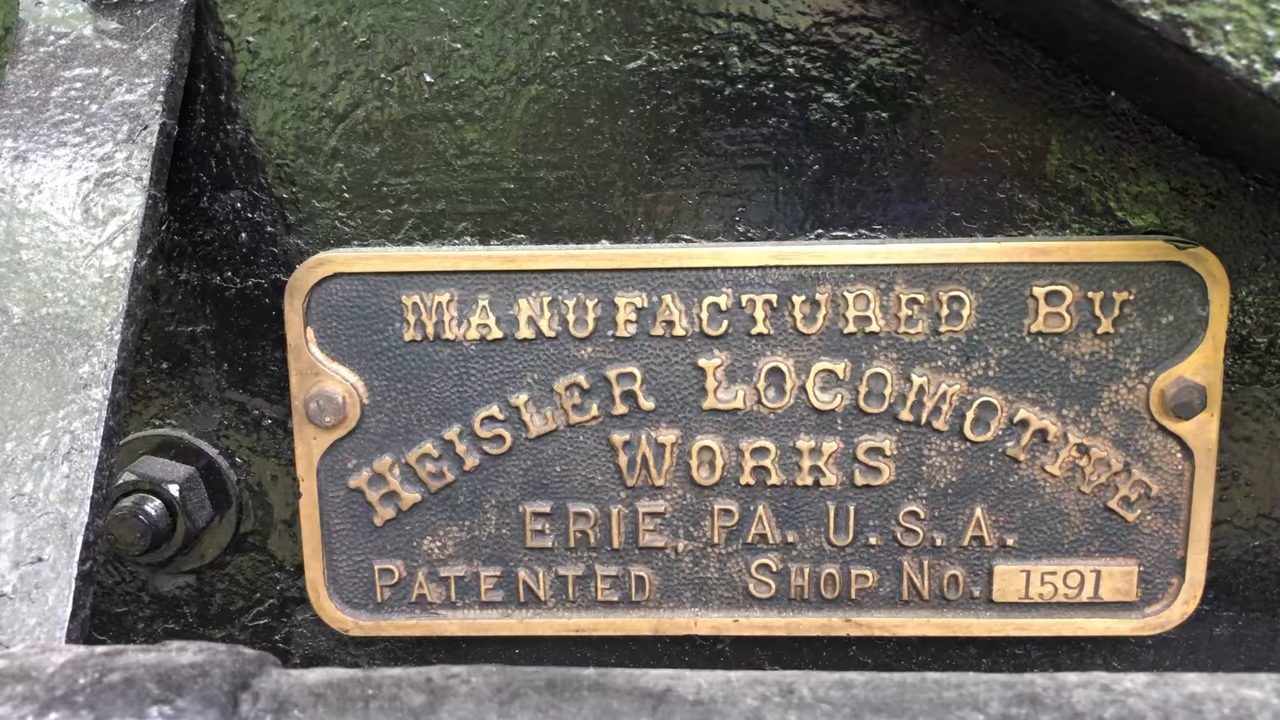 MANUFACTURED BY
HEISLER LOCOMOTIVE
WORKS
ERIE, PA. U.S.A.
PATENTED SHOP NO. 1591